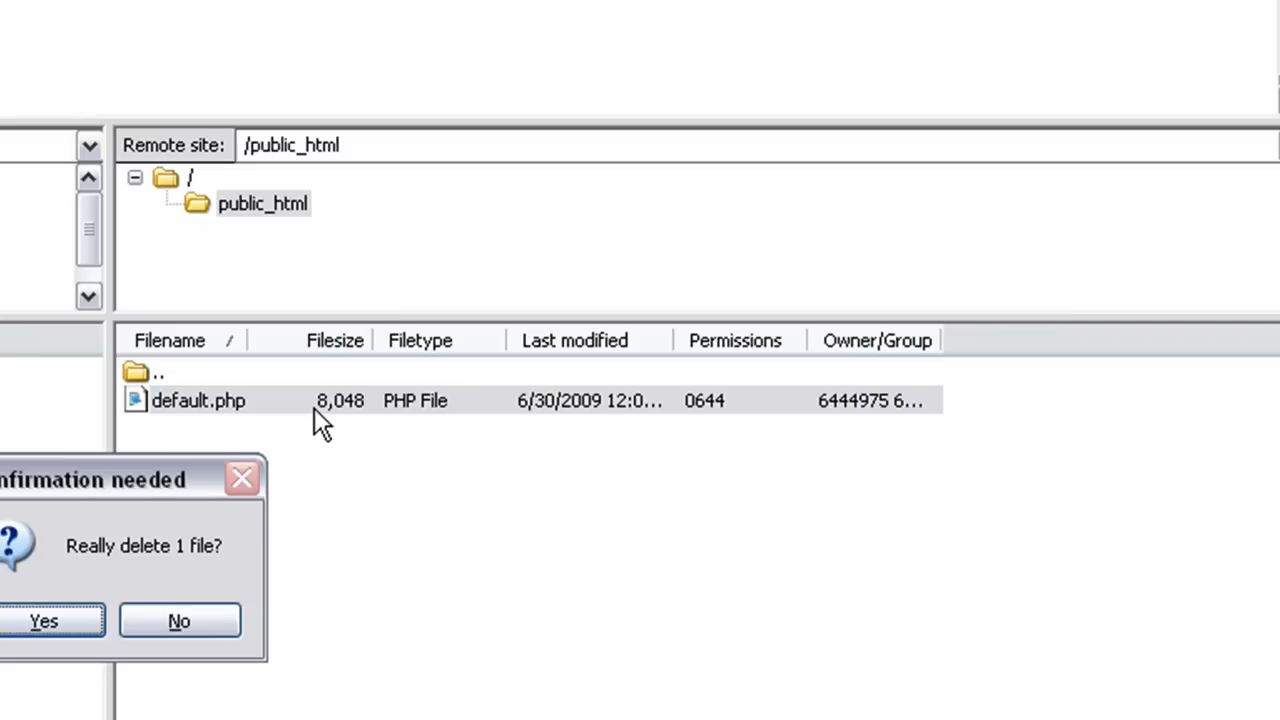 Remote site: /public_html
/
public_html
Filename / Filesize Filetype Last modified Permissions Owner/Group
..
default.php 8,048 PHP File 6/30/2009 12:0... 0644 6444975 6...
nfirmation needed
Really delete 1 file?
Yes No